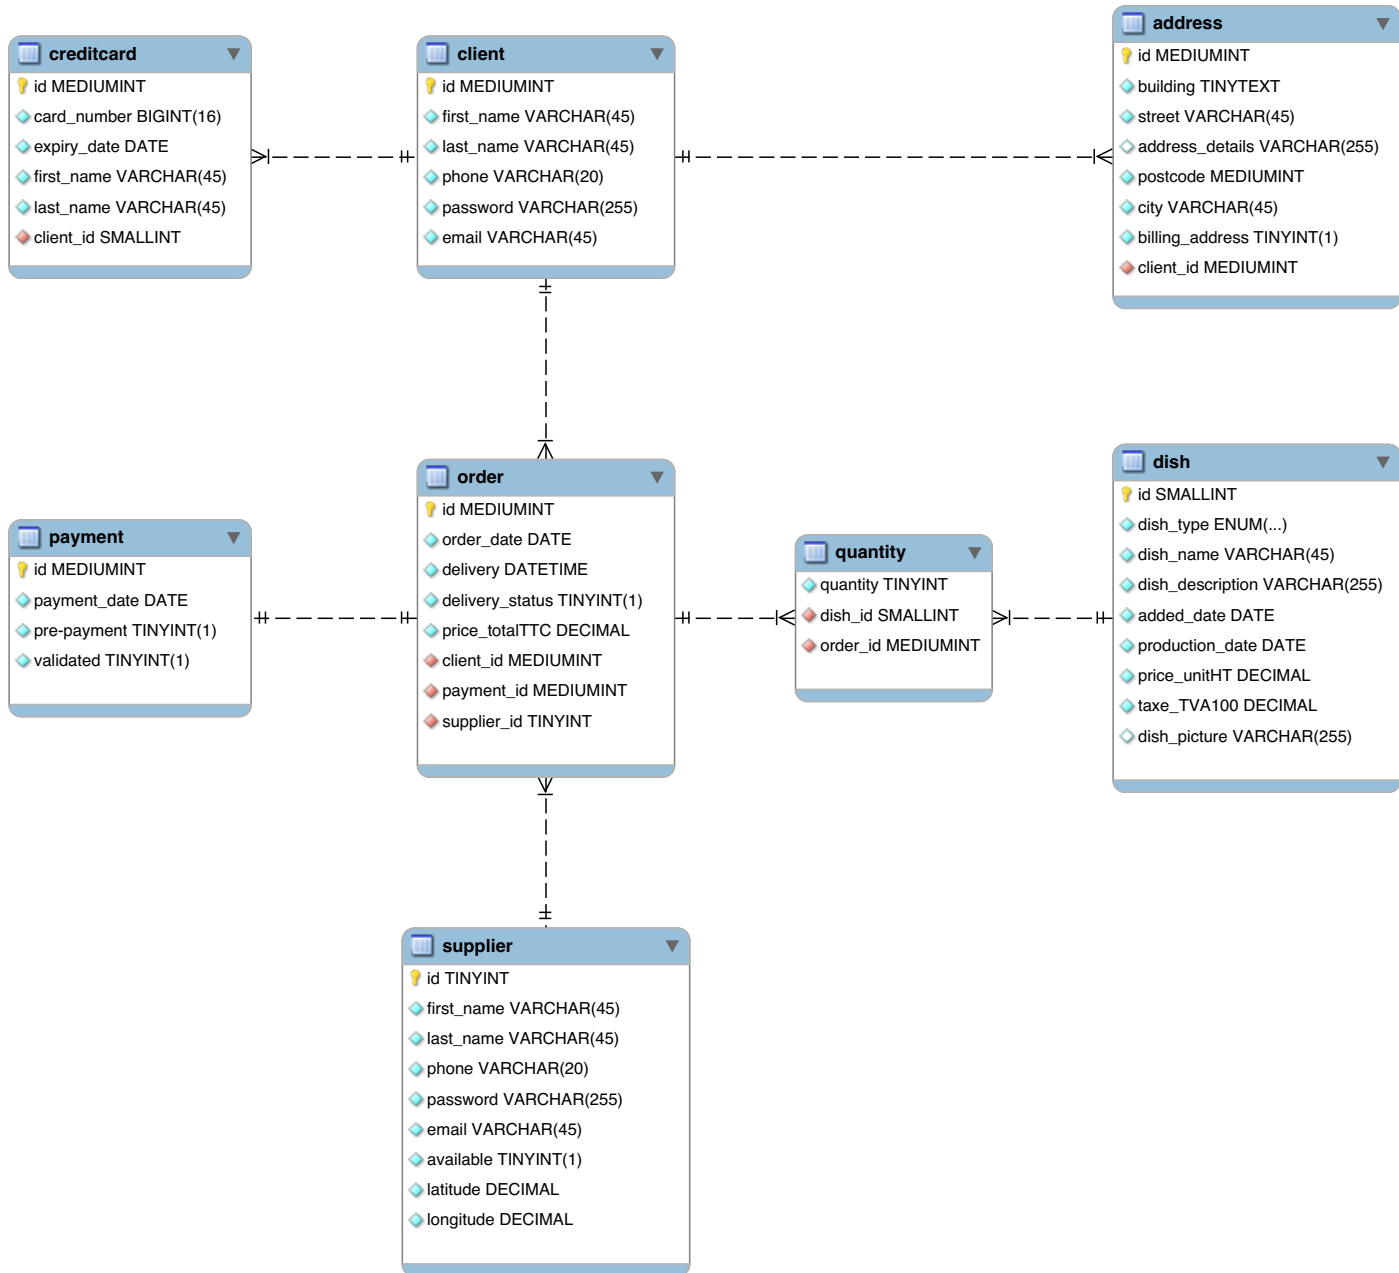 creditcard
id MEDIUMINT
card_number BIGINT(16)
expiry_date DATE
first_name VARCHAR(45)
last_name VARCHAR(45)
client_id SMALLINT
client
id MEDIUMINT
first_name VARCHAR(45)
last_name VARCHAR(45)
phone VARCHAR(20)
password VARCHAR(255)
email VARCHAR(45)
address
id MEDIUMINT
building TINYTEXT
street VARCHAR(45)
address_details VARCHAR(255)
postcode MEDIUMINT
city VARCHAR(45)
billing_address TINYINT(1)
client_id MEDIUMINT
payment
id MEDIUMINT
payment_date DATE
pre-payment TINYINT(1)
validated TINYINT(1)
order
id MEDIUMINT
order_date DATE
delivery DATETIME
delivery_status TINYINT(1)
price_totalTTC DECIMAL
client_id MEDIUMINT
payment_id MEDIUMINT
supplier_id TINYINT
quantity
quantity TINYINT
dish_id SMALLINT
order_id MEDIUMINT
dish
id SMALLINT
dish_type ENUM(...)
dish_name VARCHAR(45)
dish_description VARCHAR(255)
added_date DATE
production_date DATE
price_unitHT DECIMAL
taxe_TVA100 DECIMAL
dish_picture VARCHAR(255)
supplier
id TINYINT
first_name VARCHAR(45)
last_name VARCHAR(45)
phone VARCHAR(20)
password VARCHAR(255)
email VARCHAR(45)
available TINYINT(1)
latitude DECIMAL
longitude DECIMAL